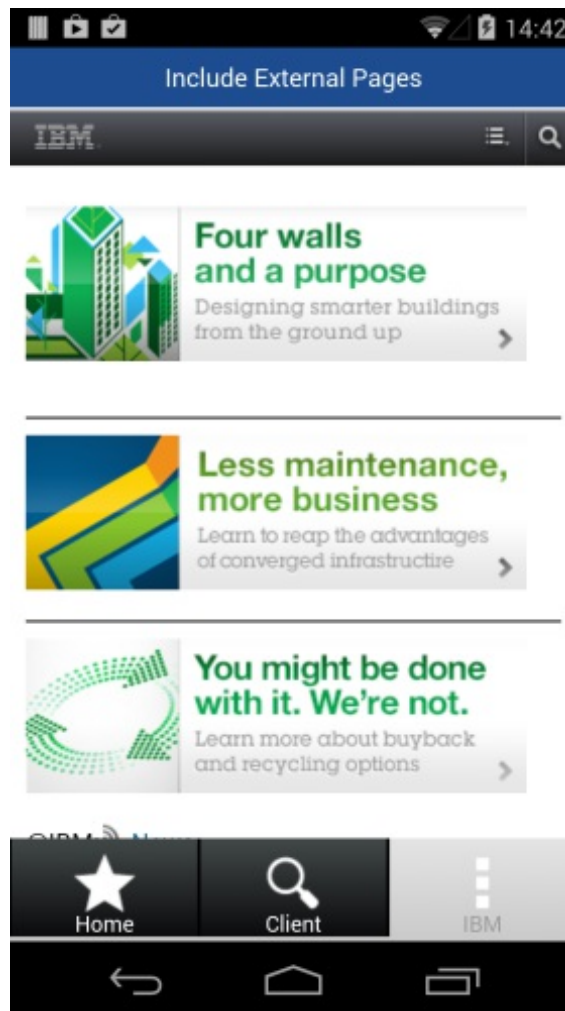 14:42
Include External Pages
IBM
Four walls
and a purpose
Designing smarter buildings
from the ground up
Less maintenance,
more business
Learn to reap the advantages
of converged infrastructire
You might be done
with it. We're not.
Learn more about buyback
and recycling options
Home
Client
IBM